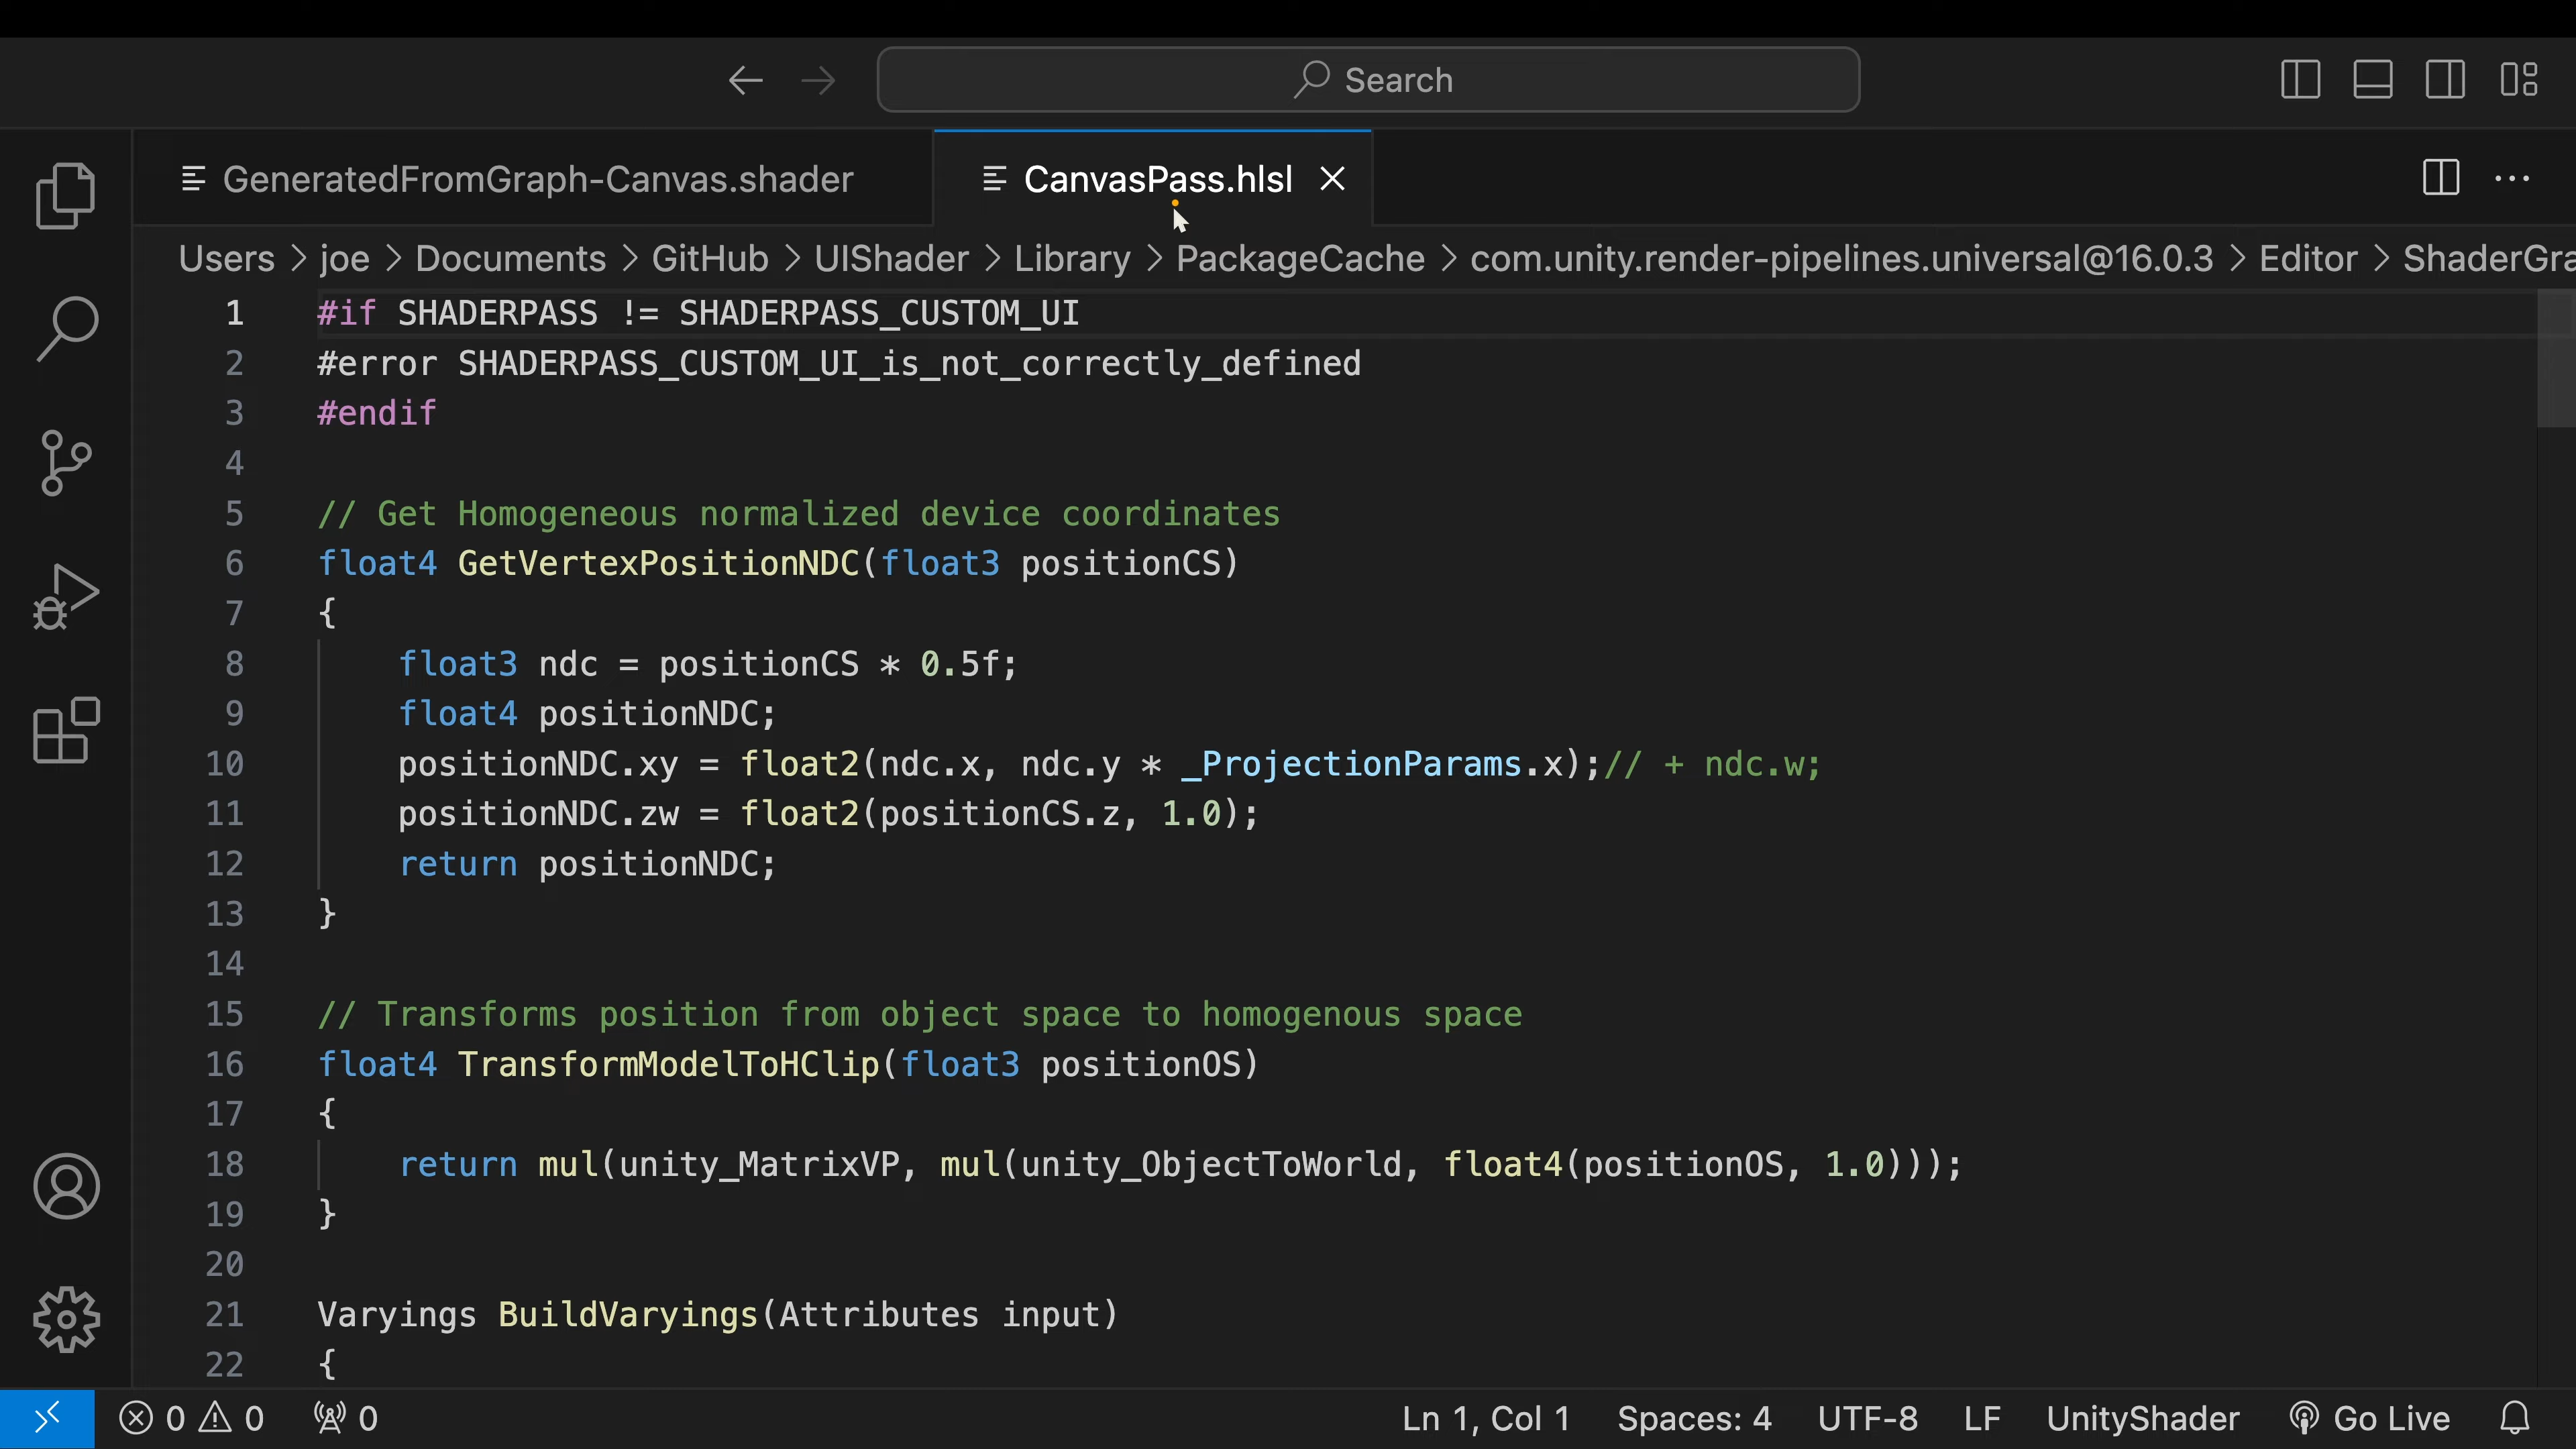 Search
GeneratedFromGraph-Canvas.shader
CanvasPass.hlsl
Users > joe > Documents > GitHub > UIShader > Library > PackageCache > com.unity.render-pipelines.universal@16.0.3 > Editor > ShaderGra
1 #if SHADERPASS != SHADERPASS_CUSTOM_UI
2 #error SHADERPASS_CUSTOM_UI_is_not_correctly_defined
3 #endif
4
5 // Get Homogeneous normalized device coordinates
6 float4 GetVertexPositionNDC(float3 positionCS)
7 {
8     float3 ndc = positionCS * 0.5f;
9     float4 positionNDC;
10     positionNDC.xy = float2(ndc.x, ndc.y * _ProjectionParams.x);// + ndc.w;
11     positionNDC.zw = float2(positionCS.z, 1.0);
12     return positionNDC;
13 }
14
15 // Transforms position from object space to homogenous space
16 float4 TransformModelToHClip(float3 positionOS)
17 {
18     return mul(unity_MatrixVP, mul(unity_ObjectToWorld, float4(positionOS, 1.0)));
19 }
20
21 Varyings BuildVaryings(Attributes input)
22 {
0 0 0 Ln 1, Col 1 Spaces: 4 UTF-8 LF UnityShader Go Live